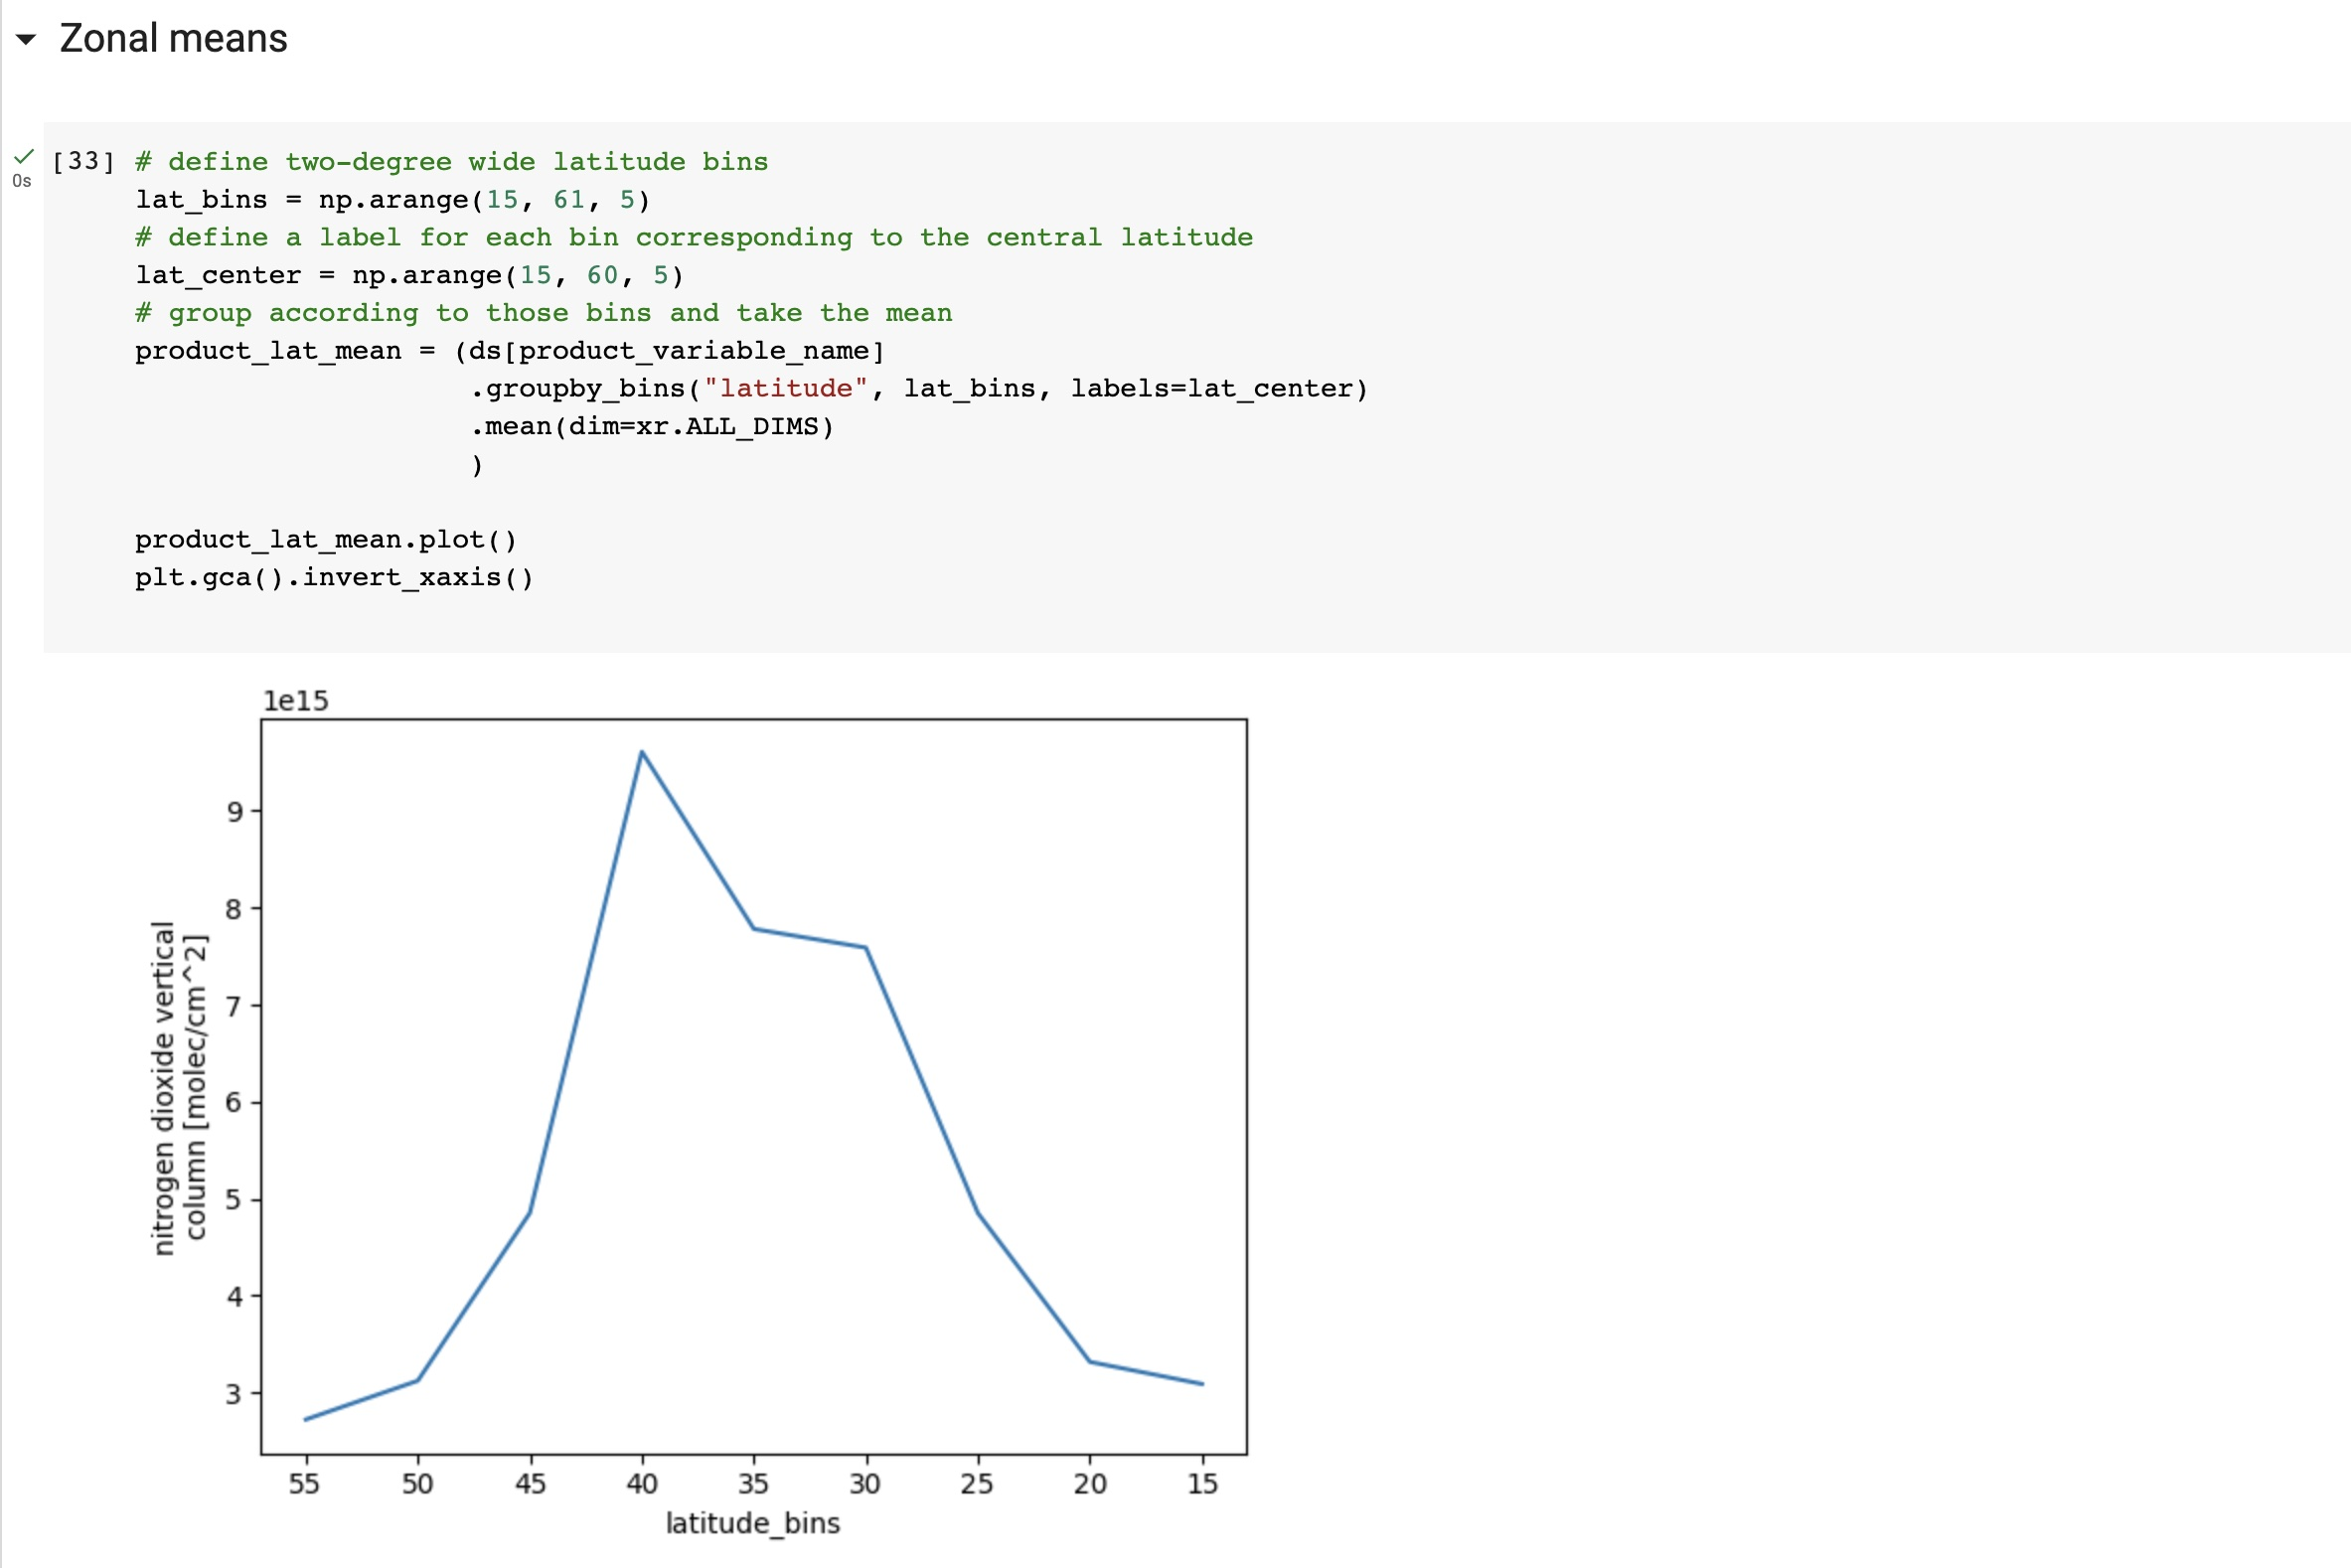 Zonal means
[33] # define two-degree wide latitude bins
0s
lat_bins = np.arange(15, 61, 5)
# define a label for each bin corresponding to the central latitude
lat_center = np.arange(15, 60, 5)
# group according to those bins and take the mean
product_lat_mean = (ds[product_variable_name]
.groupby_bins("latitude", lat_bins, labels=lat_center)
.mean(dim=xr.ALL_DIMS)
)
product_lat_mean.plot()
plt.gca().invert_xaxis()
1e15
9
8
7
6
5
4
3
nitrogen dioxide vertical
column [molec/cm^2]
55 50 45 40 35 30 25 20 15
latitude_bins